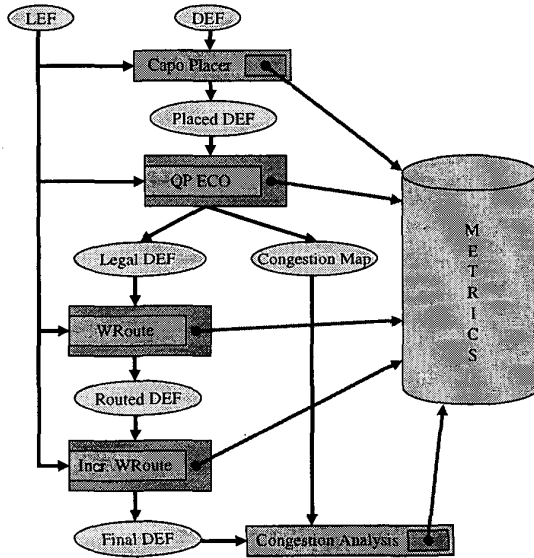 LEF
DEF
Capo Placer
Placed DEF
QP ECO
Legal DEF
Congestion Map
WRoute
Routed DEF
Incr. WRoute
Final DEF
Congestion Analysis
METRICS